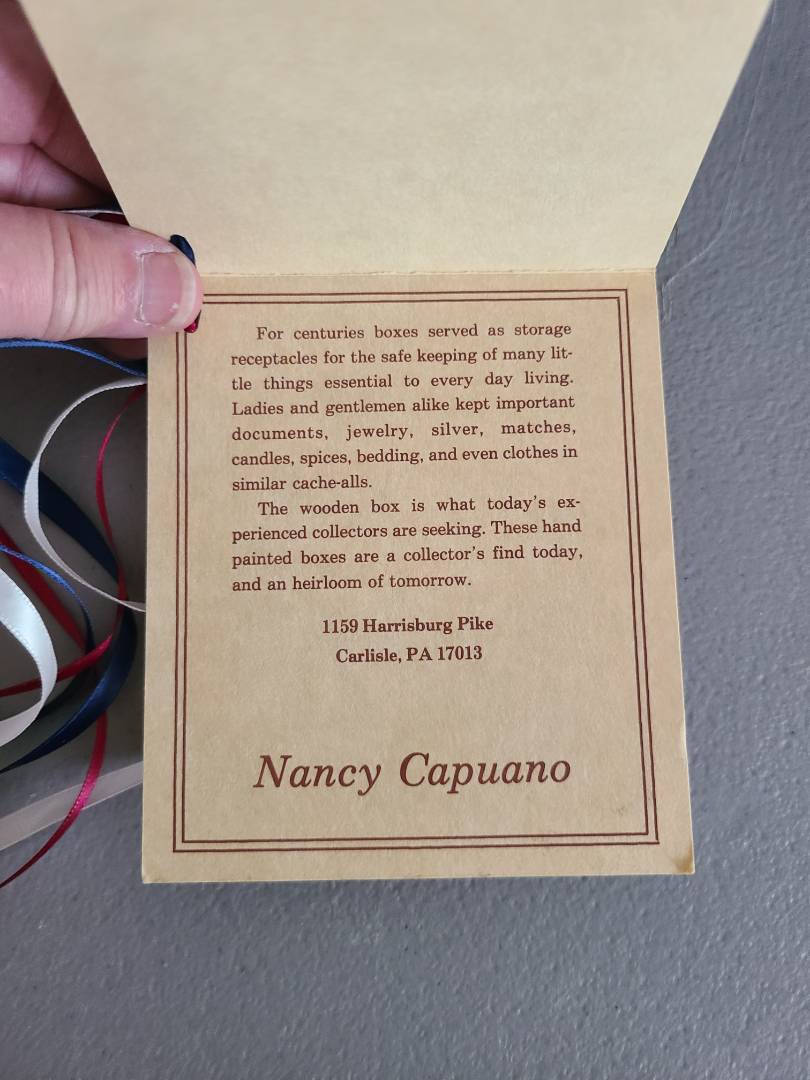 For centuries boxes served as storage
receptacles for the safe keeping of many lit-
tle things essential to every day living.
Ladies and gentlemen alike kept important
documents, jewelry, silver, matches,
candles, spices, bedding, and even clothes in
similar cache-alls.
The wooden box is what today's ex-
perienced collectors are seeking. These hand
painted boxes are a collector's find today,
and an heirloom of tomorrow.
1159 Harrisburg Pike
Carlisle, PA 17013
Nancy Capuano